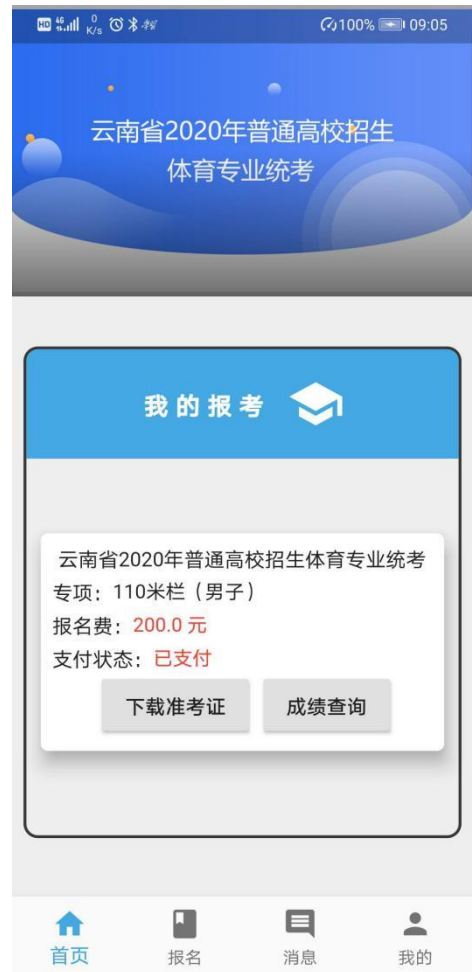 HD 4G 0 K/s 100% 09:05
云南省2020年普通高校招生
体育专业统考
我的报考
云南省2020年普通高校招生体育专业统考
专项：110米栏（男子）
报名费：200.0 元
支付状态：已支付
下载准考证 成绩查询
首页 报名 消息 我的